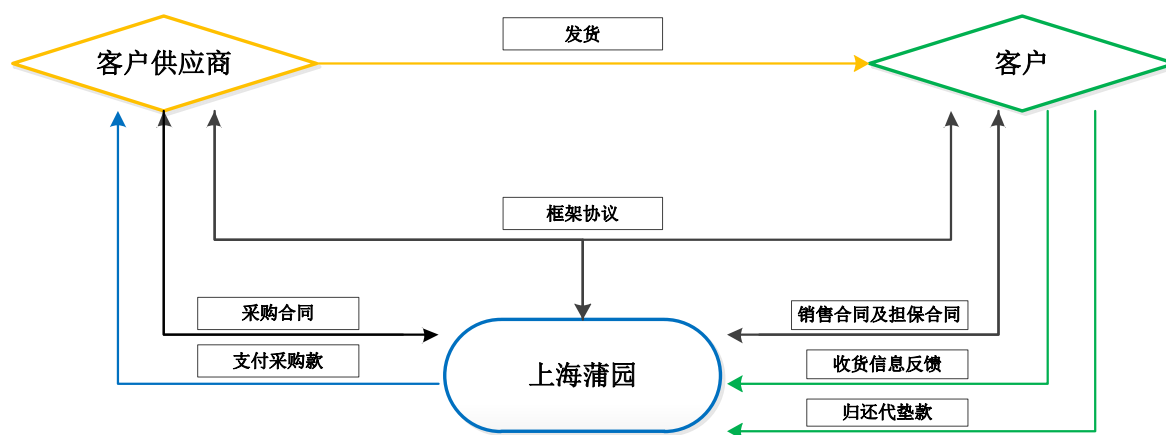 发货
客户供应商
客户
框架协议
采购合同
销售合同及担保合同
支付采购款
上海蒲园
收货信息反馈
归还代垫款